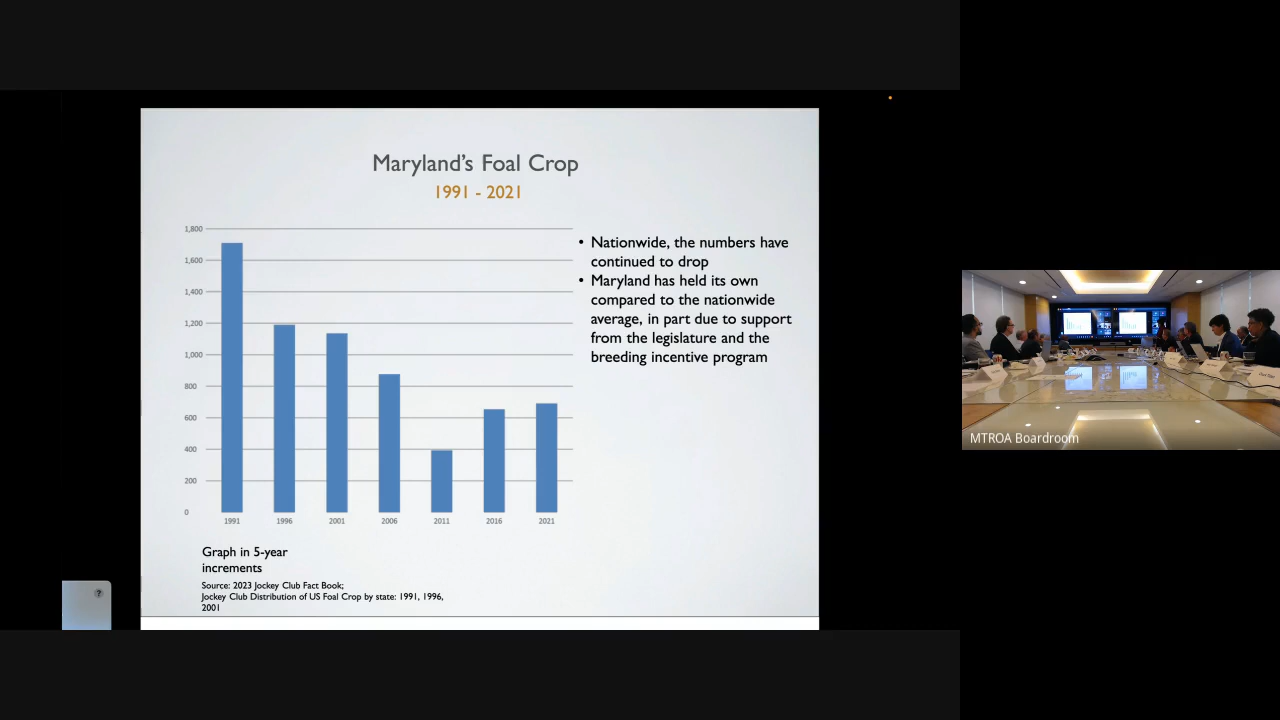 Maryland's Foal Crop
1991 - 2021
1,800
1,600
1,400
1,200
1,000
800
600
400
200
0
1991 1996 2001 2006 2011 2016 2021
• Nationwide, the numbers have
continued to drop
• Maryland has held its own
compared to the nationwide
average, in part due to support
from the legislature and the
breeding incentive program
Graph in 5-year
increments
Source: 2023 Jockey Club Fact Book;
Jockey Club Distribution of US Foal Crop by state: 1991, 1996,
2001
?
MTROA Boardroom